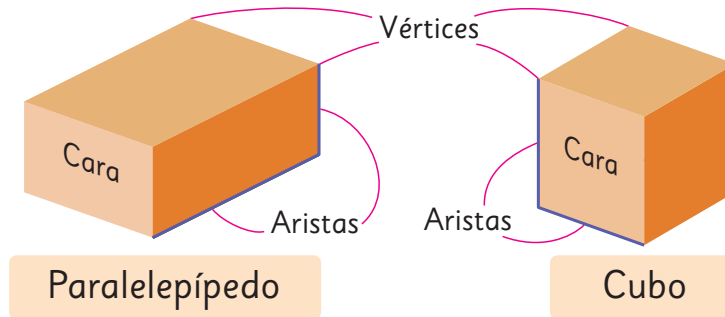 Vértices
Cara
Cara
Aristas
Aristas
Paralelepípedo
Cubo